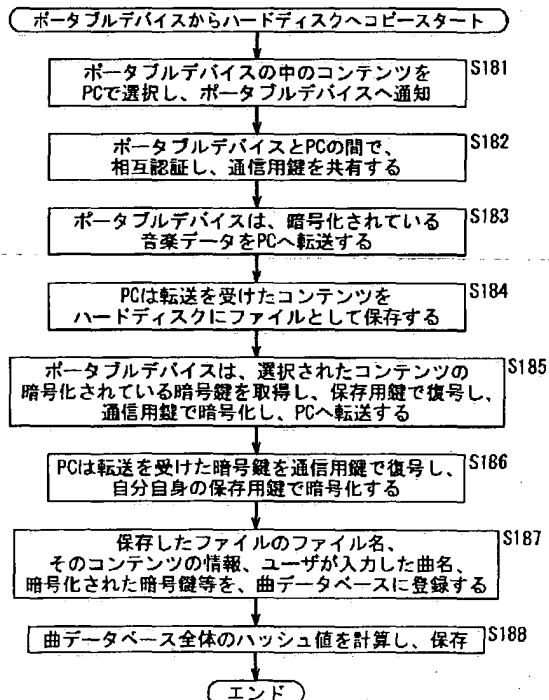 ポータブルデバイスからハードディスクへコピースタート
ポータブルデバイスの中のコンテンツを
PCで選択し、ポータブルデバイスへ通知
S181
ポータブルデバイスとPCの間で、
相互認証し、通信用鍵を共有する
S182
ポータブルデバイスは、暗号化されている
音楽データをPCへ転送する
S183
PCは転送を受けたコンテンツを
ハードディスクにファイルとして保存する
S184
ポータブルデバイスは、選択されたコンテンツの
暗号化されている暗号鍵を取得し、保存用鍵で復号し、
通信用鍵で暗号化し、PCへ転送する
S185
PCは転送を受けた暗号鍵を通信用鍵で復号し、
自分自身の保存用鍵で暗号化する
S186
保存したファイルのファイル名、
そのコンテンツの情報、ユーザが入力した曲名、
暗号化された暗号鍵等を、曲データベースに登録する
S187
曲データベース全体のハッシュ値を計算し、保存
S188
エンド